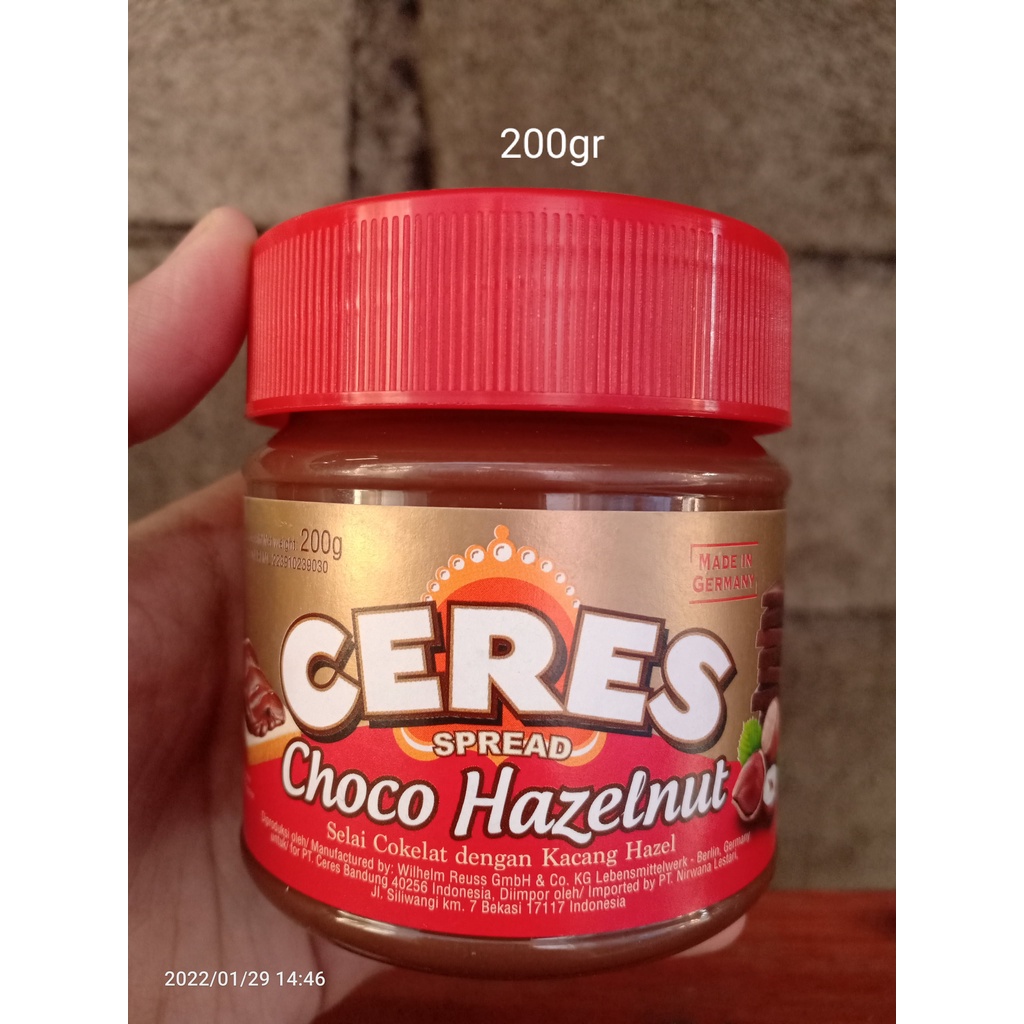 200gr
weight: 200g
MADE IN
GERMANY
CERES
SPREAD
Choco Hazelnut
Selai Cokelat dengan Kacang Hazel
Diproduksi oleh/ Manufactured by: Wilhelm Reuss GmbH & Co. KG Lebensmittelwerk - Berlin, Germany
untuk/ for PT. Ceres Bandung 40256 Indonesia, Diimpor oleh/ Imported by PT. Nirwana Lestari,
Jl. Siliwangi km. 7 Bekasi 17117 Indonesia
2022/01/29 14:46